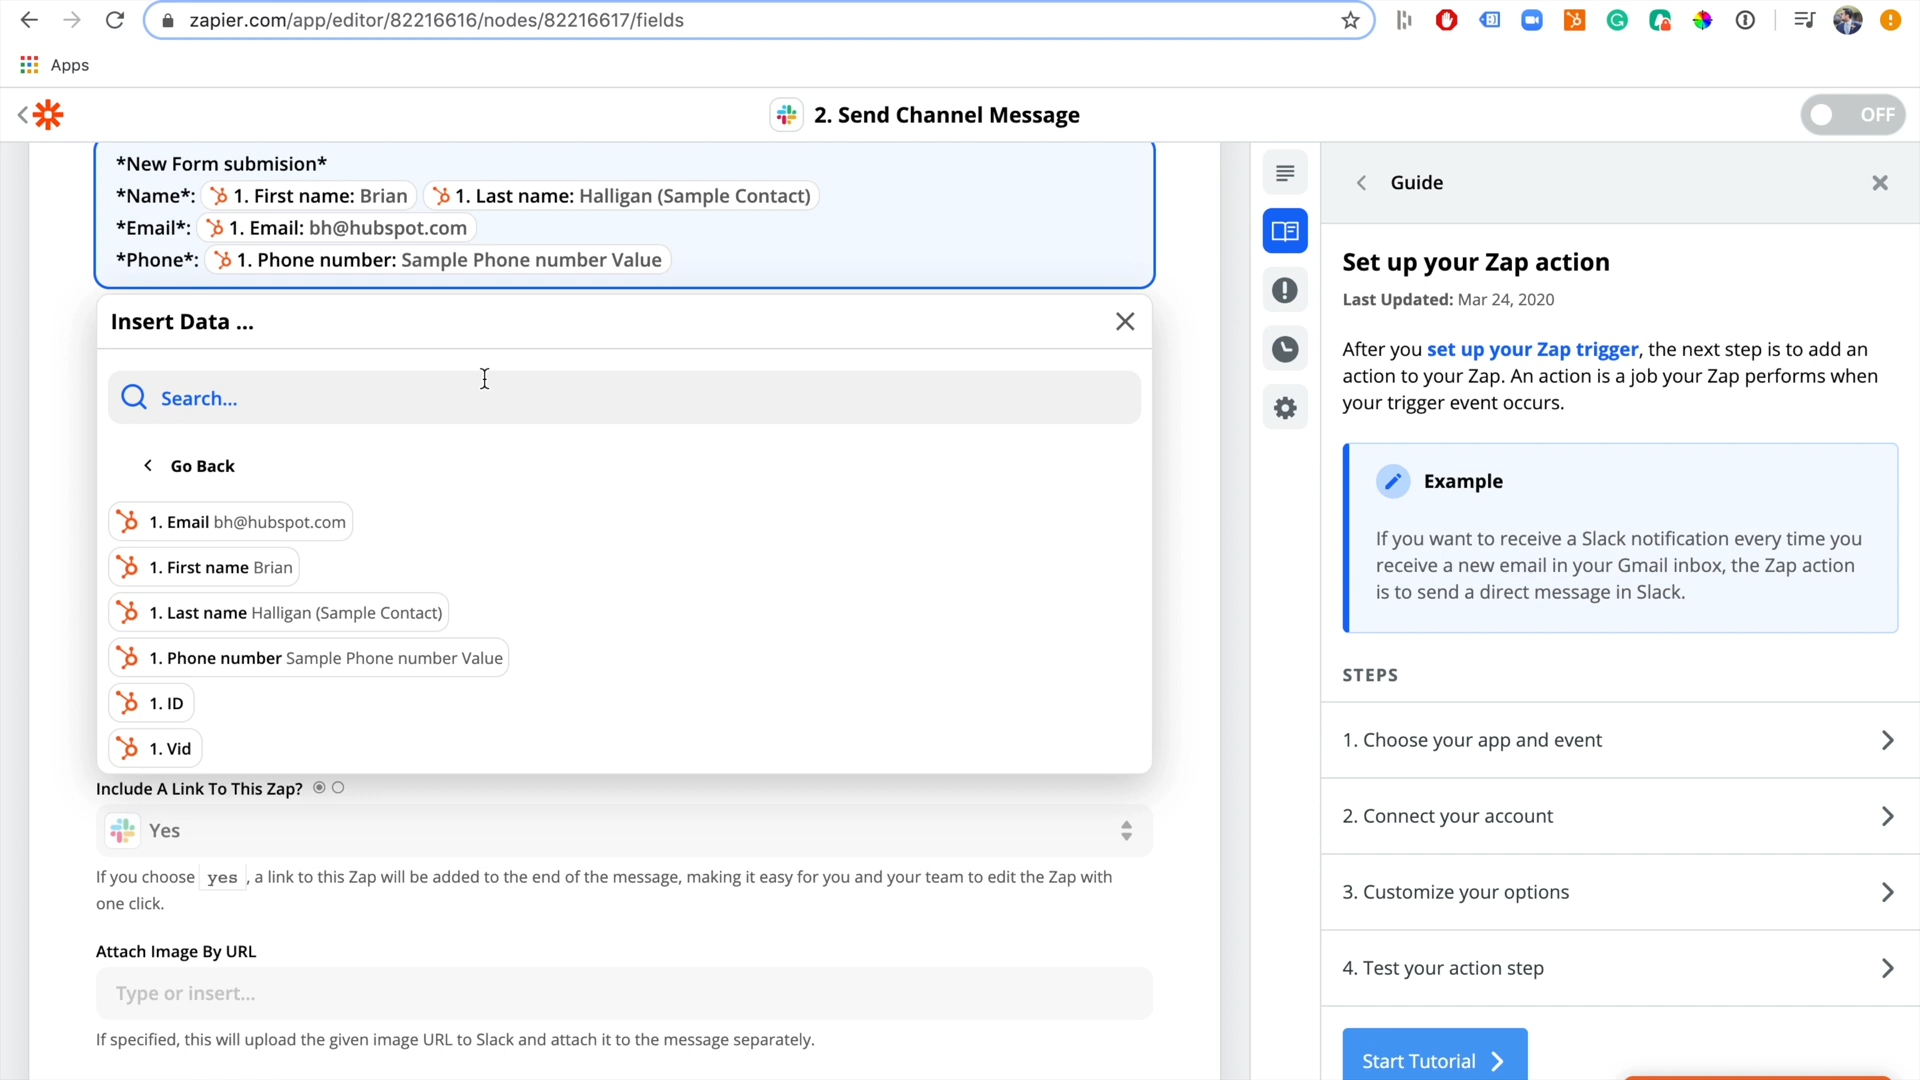 zapier.com/app/editor/82216616/nodes/82216617/fields
Apps
2. Send Channel Message
OFF
*New Form submision*
*Name*: 1. First name: Brian 1. Last name: Halligan (Sample Contact)
*Email*: 1. Email: bh@hubspot.com
*Phone*: 1. Phone number: Sample Phone number Value
Insert Data ...
Search...
Go Back
1. Email bh@hubspot.com
1. First name Brian
1. Last name Halligan (Sample Contact)
1. Phone number Sample Phone number Value
1. ID
1. Vid
Include A Link To This Zap?
Yes
If you choose yes, a link to this Zap will be added to the end of the message, making it easy for you and your team to edit the Zap with
one click.
Attach Image By URL
Type or insert...
If specified, this will upload the given image URL to Slack and attach it to the message separately.
Guide
Set up your Zap action
Last Updated: Mar 24, 2020
After you set up your Zap trigger, the next step is to add an
action to your Zap. An action is a job your Zap performs when
your trigger event occurs.
Example
If you want to receive a Slack notification every time you
receive a new email in your Gmail inbox, the Zap action
is to send a direct message in Slack.
STEPS
1. Choose your app and event
2. Connect your account
3. Customize your options
4. Test your action step
Start Tutorial